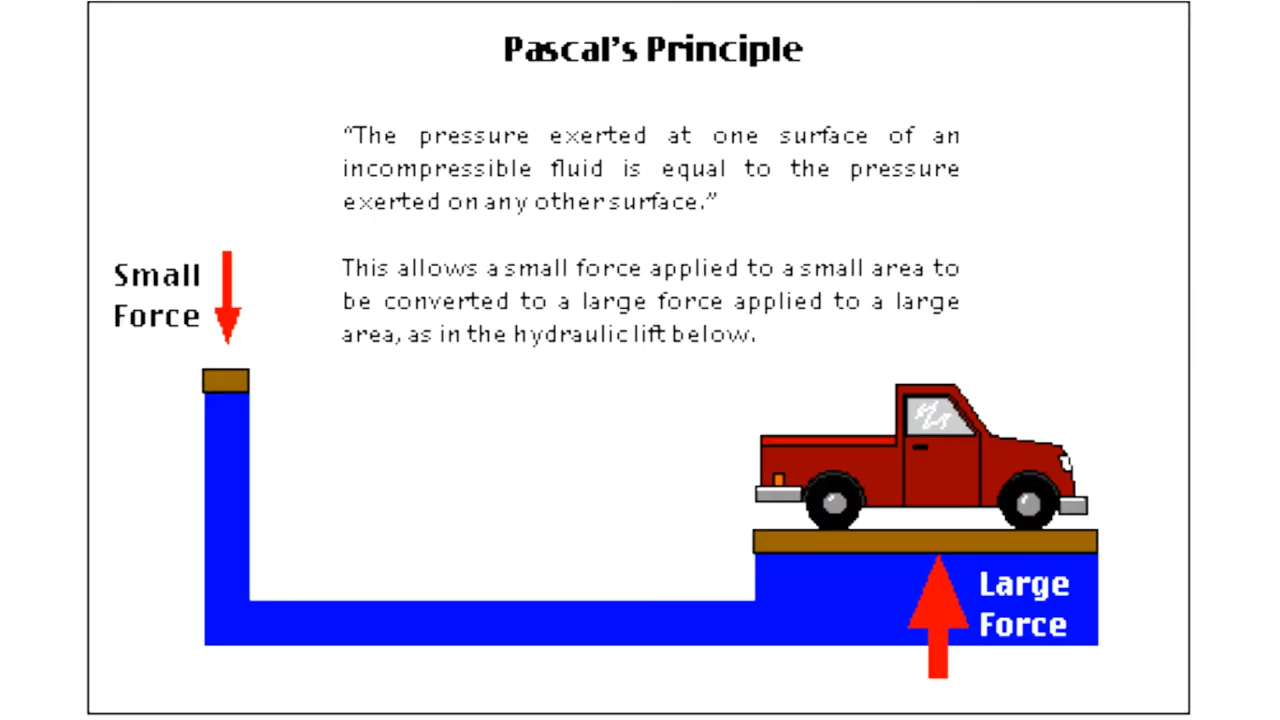 Pascal's Principle
"The pressure exerted at one surface of an
incompressible fluid is equal to the pressure
exerted on any other surface."
This allows a small force applied to a small area to
be converted to a large force applied to a large
area, as in the hydraulic lift below.
Small
Force
Large
Force